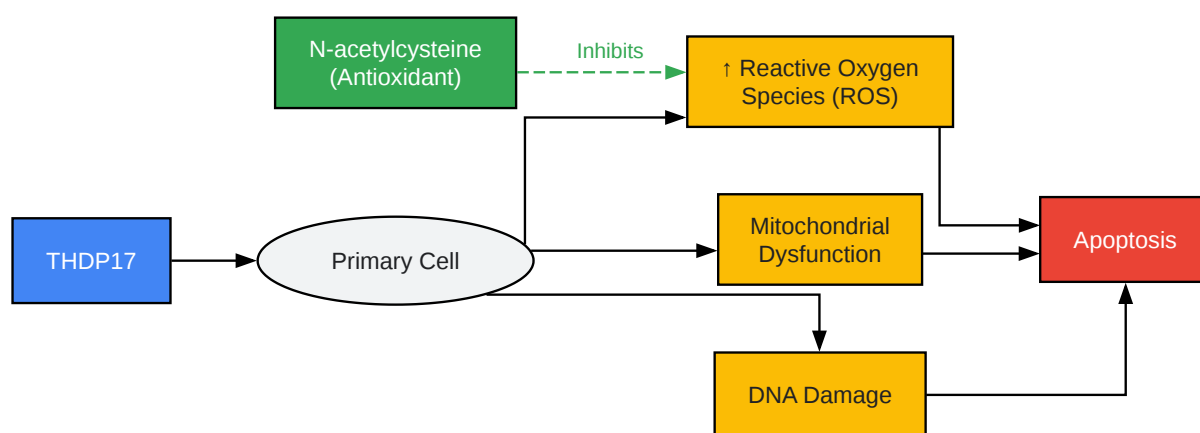 N-acetylcysteine
(Antioxidant)
Inhibits
↑ Reactive Oxygen
Species (ROS)
THDP17
Primary Cell
Mitochondrial
Dysfunction
Apoptosis
DNA Damage